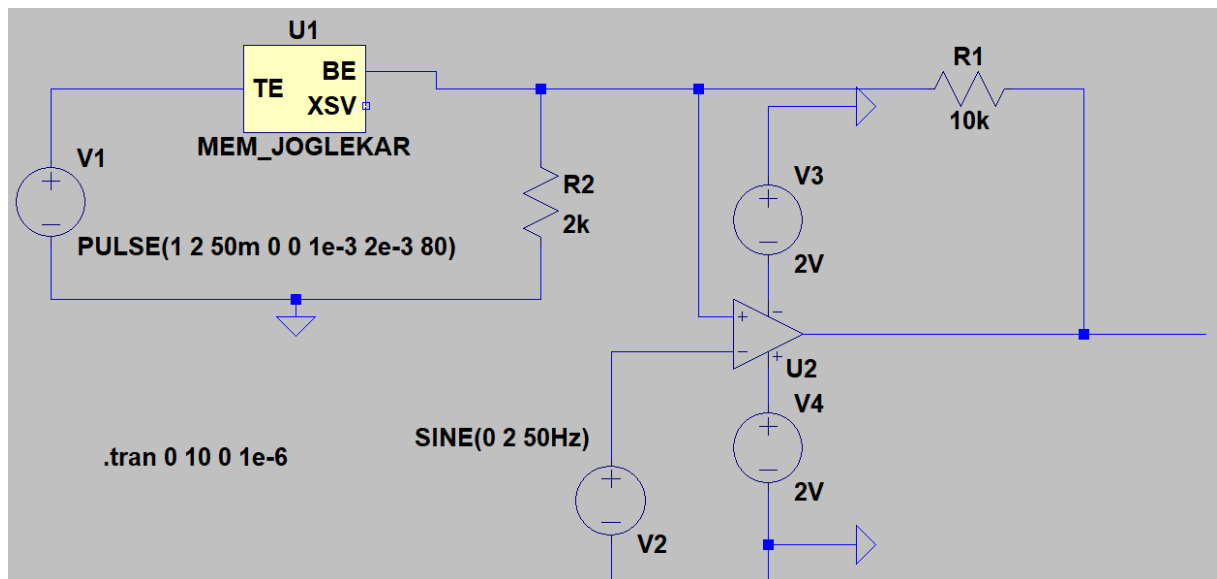 U1
TE
BE
XSV
MEM_JOGLEKAR
V1
PULSE(1 2 50m 0 0 1e-3 2e-3 80)
R2
2k
R1
10k
V3
2V
U2
V4
2V
SINE(0 2 50Hz)
V2
.tran 0 10 0 1e-6